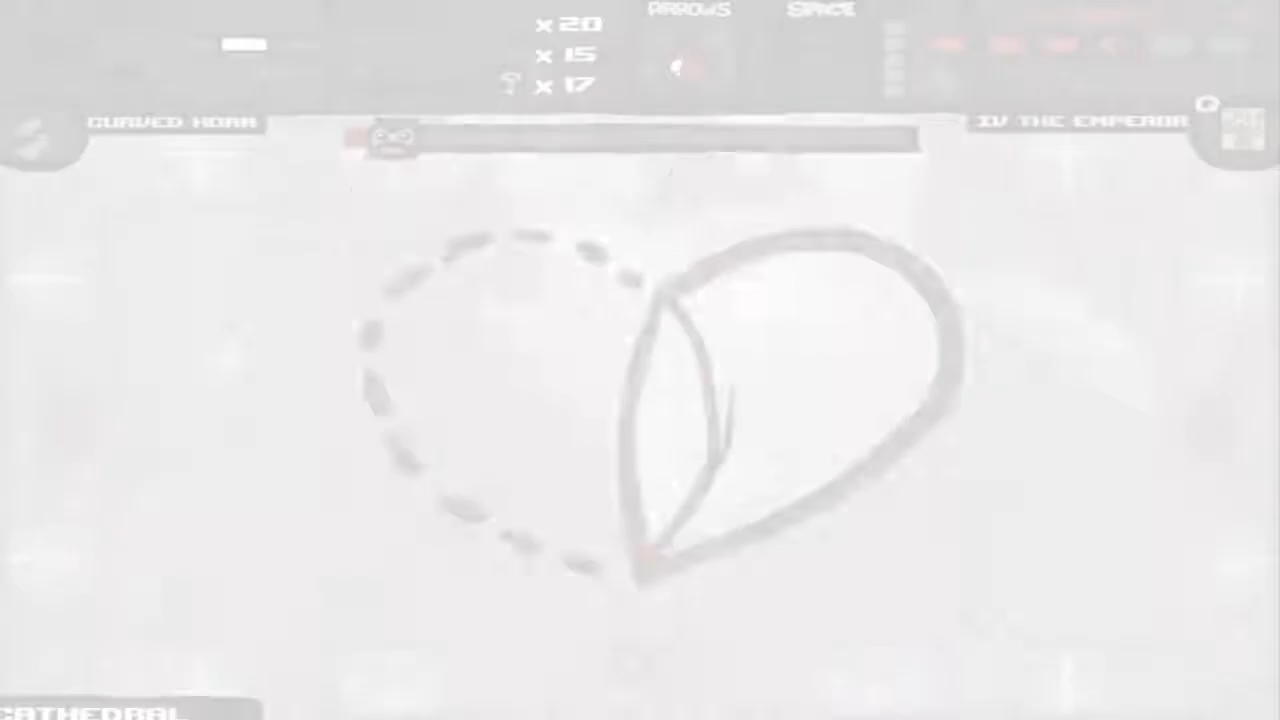 ARROWS SPACE
x 20
x 15
x 17
CURVED HORN
IV THE EMPEROR
Q
CATHEDRAL